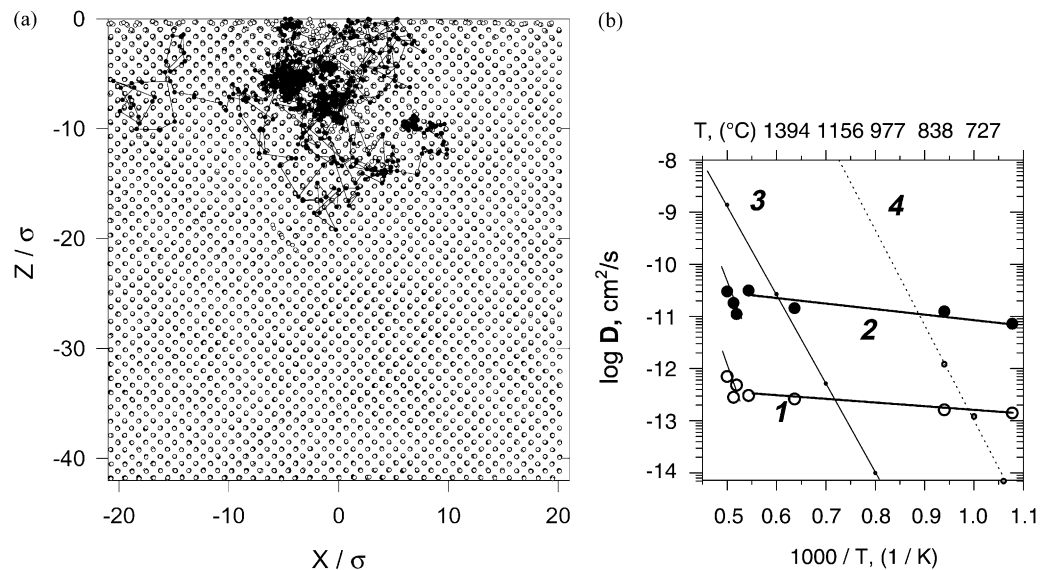 (a)
0
-10
-20
-30
-40
Z / σ
-20 -10 0 10 20
X / σ
(b)
T, (°C) 1394 1156 977 838 727
-8
-9
-10
-11
-12
-13
-14
log D, cm²/s
3
4
2
1
0.5 0.6 0.7 0.8 0.9 1.0 1.1
1000 / T, (1 / K)